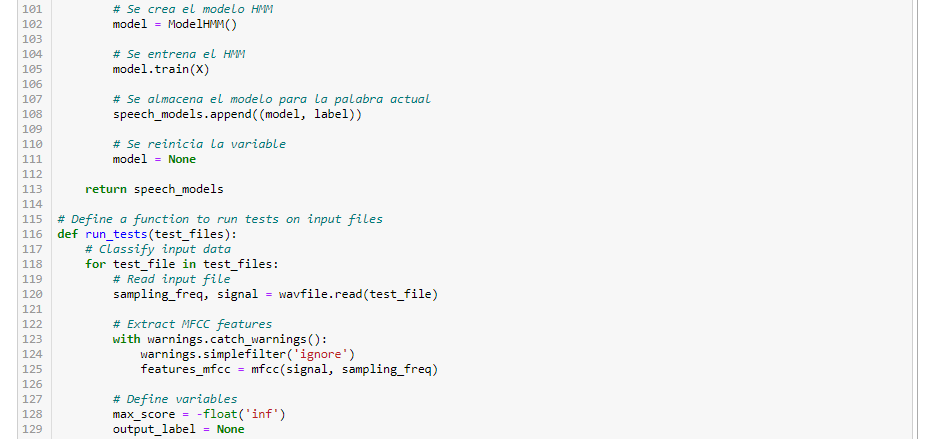 101 # Se crea el modelo HMM
102 model = ModelHMM()
103
104 # Se entrena el HMM
105 model.train(X)
106
107 # Se almacena el modelo para la palabra actual
108 speech_models.append((model, label))
109
110 # Se reinicia la variable
111 model = None
112
113 return speech_models
114
115 # Define a function to run tests on input files
116 def run_tests(test_files):
117 # Classify input data
118 for test_file in test_files:
119 # Read input file
120 sampling_freq, signal = wavfile.read(test_file)
121
122 # Extract MFCC features
123 with warnings.catch_warnings():
124 warnings.simplefilter('ignore')
125 features_mfcc = mfcc(signal, sampling_freq)
126
127 # Define variables
128 max_score = -float('inf')
129 output_label = None